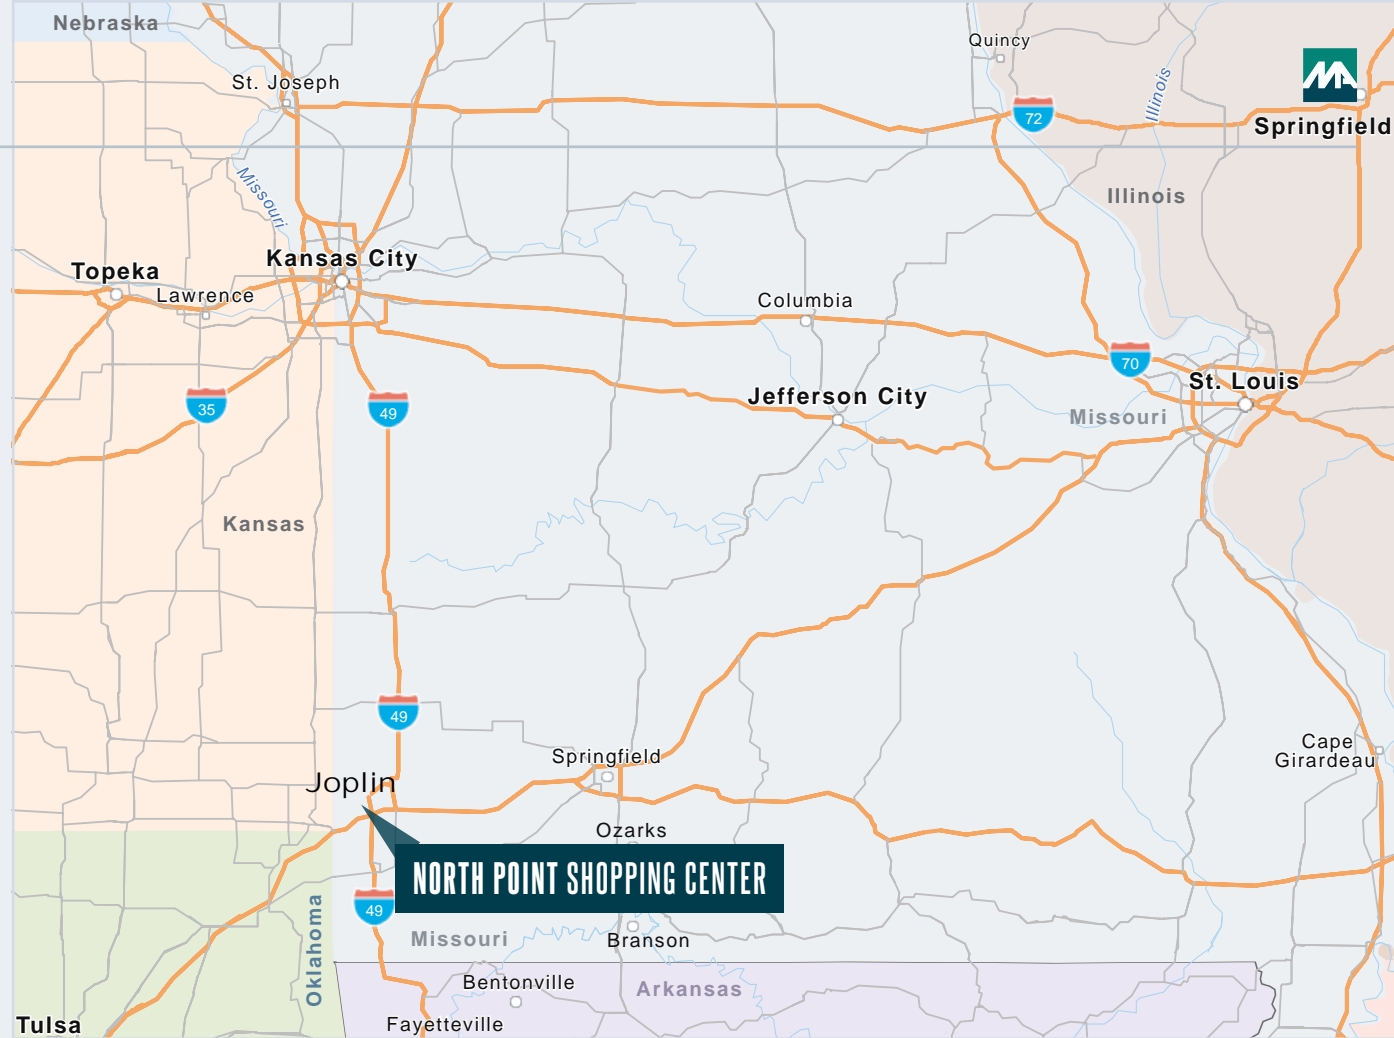 Nebraska
Quincy
St. Joseph
Illinois
MA
72
Springfield
Missouri
Illinois
Kansas City
Topeka
Lawrence
Columbia
70
St. Louis
35
49
Jefferson City
Missouri
Kansas
49
Springfield
Cape
Girardeau
Joplin
Ozarks
NORTH POINT SHOPPING CENTER
49
Oklahoma
Missouri
Branson
Bentonville
Arkansas
Tulsa
Fayetteville